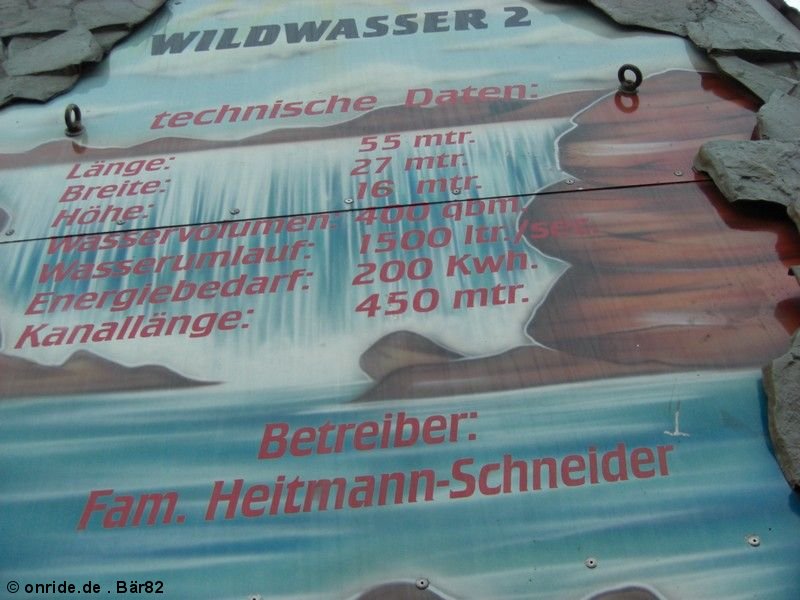 WILDWASSER 2
technische Daten:
Länge: 55 mtr.
Breite: 27 mtr.
Höhe: 16 mtr.
Wasservolumen: 400 qbm
Wasserumlauf: 1500 ltr./sec.
Energiebedarf: 200 Kwh.
Kanallänge: 450 mtr.
Betreiber:
Fam. Heitmann-Schneider
© onride.de . Bär82